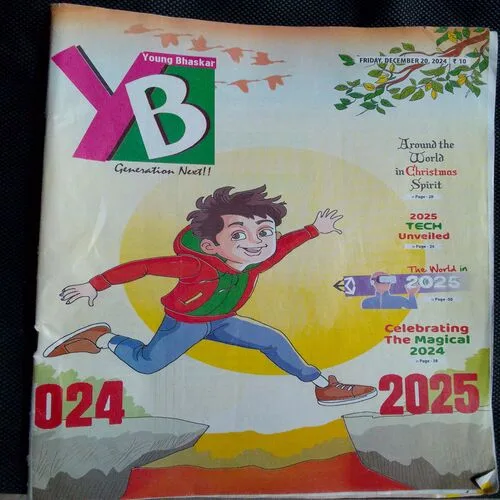 Young Bhaskar
YB
Generation Next!!
FRIDAY, DECEMBER 20, 2024 ₹ 10
Around the
World
in Christmas
Spirit
2025
TECH
Unveiled
The World in
2025
Celebrating
The Magical
2024
024
2025